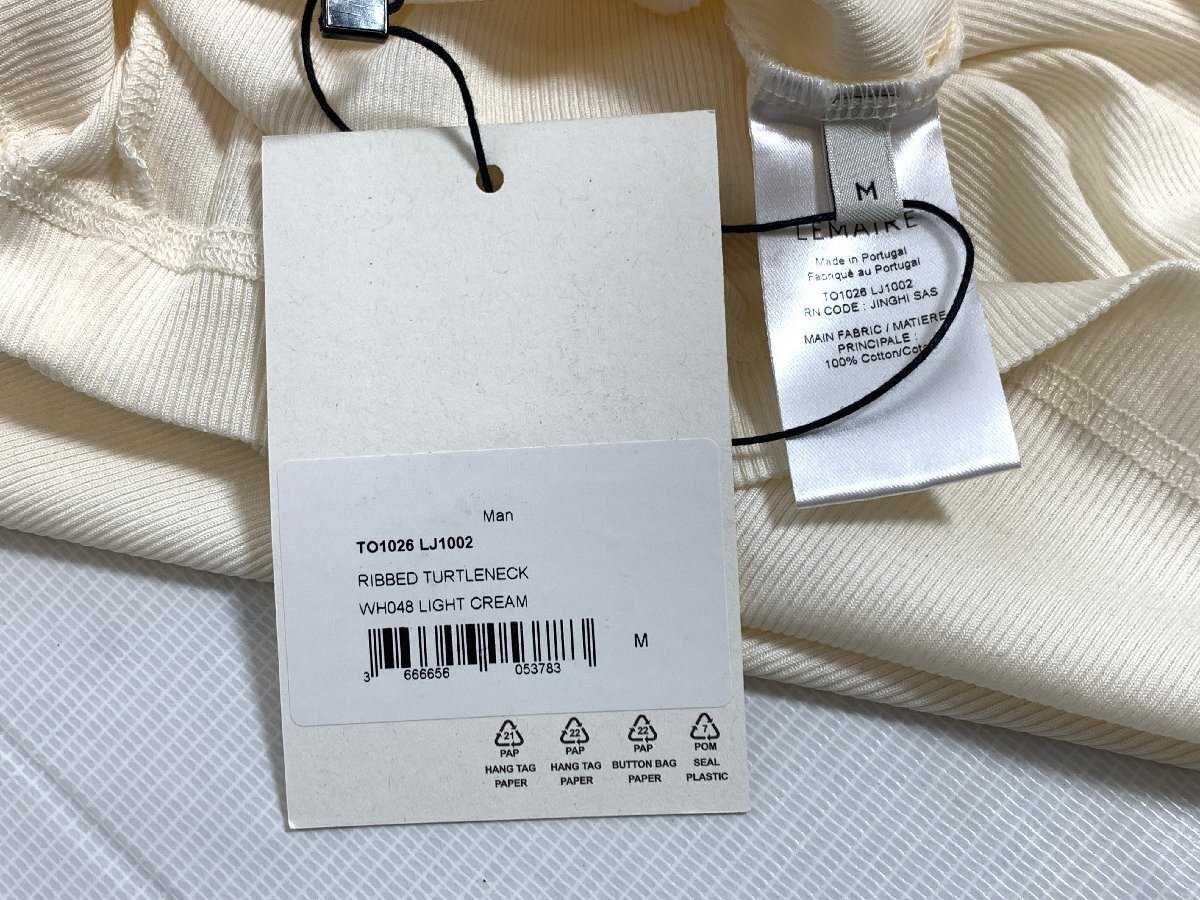 Man
TO1026 LJ1002
RIBBED TURTLENECK
WH048 LIGHT CREAM
3 666656 053783
M
21
PAP
HANG TAG
PAPER
22
PAP
HANG TAG
PAPER
22
PAP
BUTTON BAG
PAPER
7
POM
SEAL
PLASTIC
M
LEMAIRE
Made in Portugal
Fabriqué au Portugal
TO1026 LJ1002
RN CODE : JINGHI SAS
MAIN FABRIC / MATIERE
PRINCIPALE :
100% Cotton/Coto